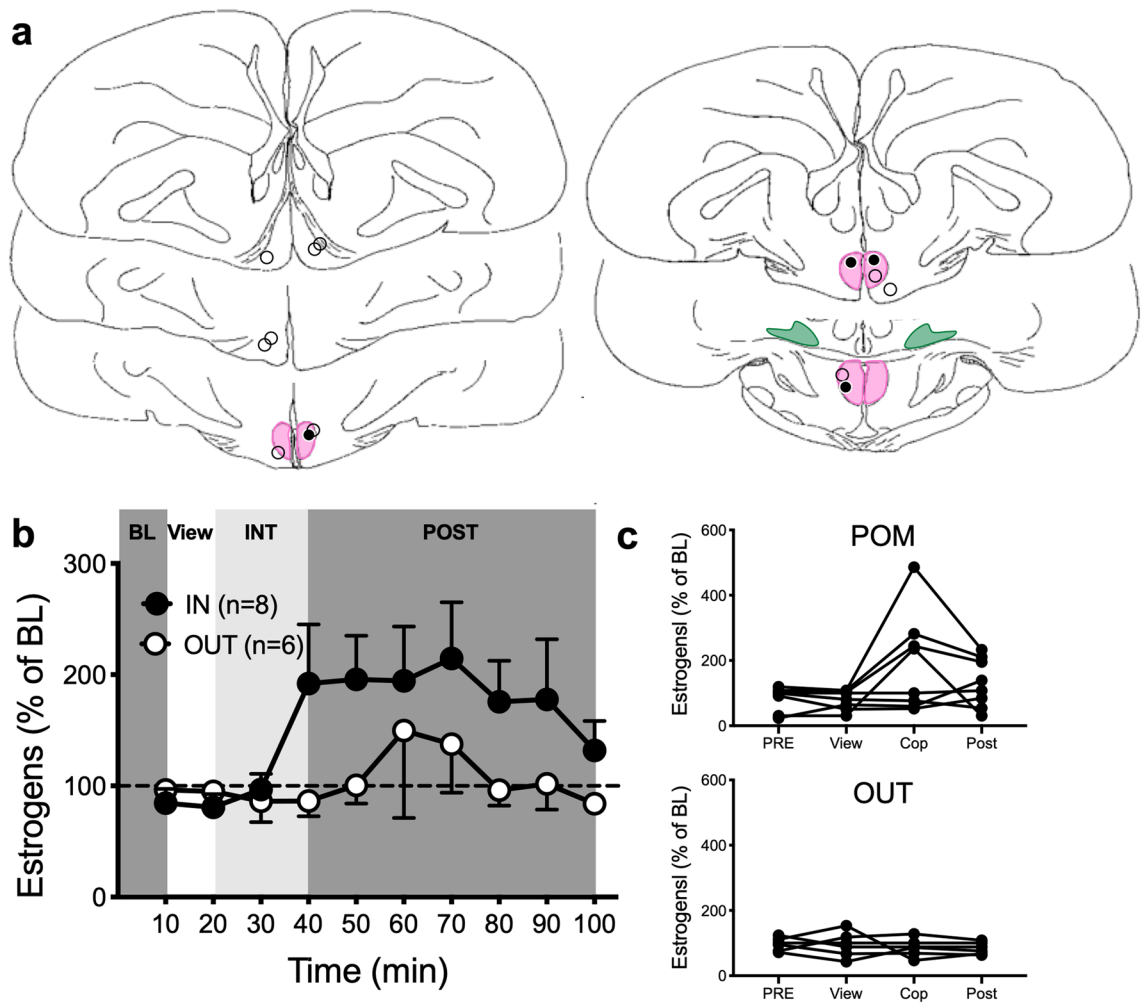 a
b
BL View INT POST
IN (n=8)
OUT (n=6)
Estrogens (% of BL)
300
200
100
0
10 20 30 40 50 60 70 80 90 100
Time (min)
c
POM
Estrogensl (% of BL)
600
400
200
0
PRE View Cop Post
OUT
Estrogensl (% of BL)
600
400
200
0
PRE View Cop Post